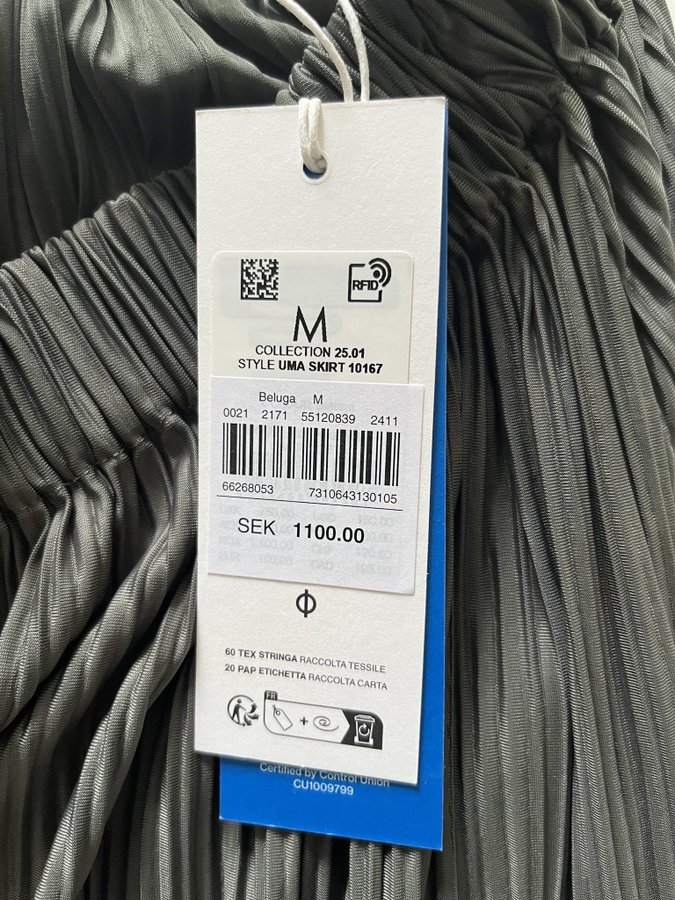 RFID
M
COLLECTION 25.01
STYLE UMA SKIRT 10167
Beluga M
0021 2171 55120839 2411
66268053 7310643130105
SEK 1100.00
60 TEX STRINGA RACCOLTA TESSILE
20 PAP ETICHETTA RACCOLTA CARTA
FR
+
Certified by Control Union
CU1009799